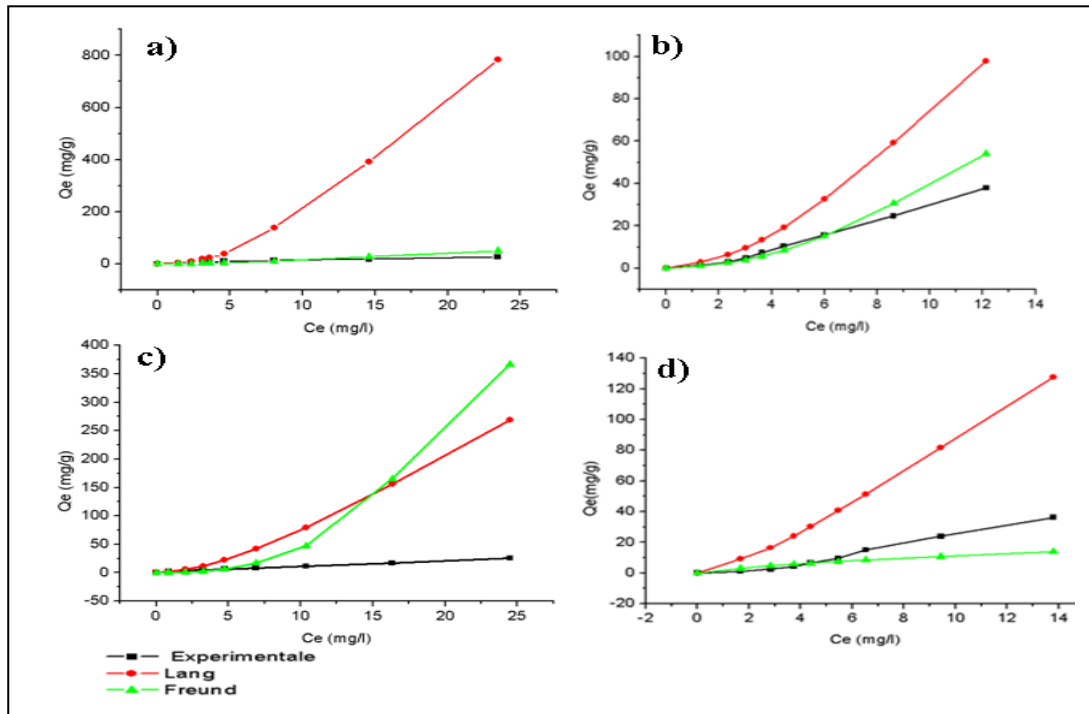 a)
800
600
400
200
0
Qe (mg/g)
0 5 10 15 20 25
Ce (mg/l)
b)
100
80
60
40
20
0
Qe (mg/g)
0 2 4 6 8 10 12 14
Ce (mg/l)
c)
400
350
300
250
200
150
100
50
0
-50
Qe (mg/g)
0 5 10 15 20 25
Ce (mg/l)
d)
140
120
100
80
60
40
20
0
-20
Qe(mg/g)
-2 0 2 4 6 8 10 12 14
Ce (mg/l)
Experimentale
Lang
Freund